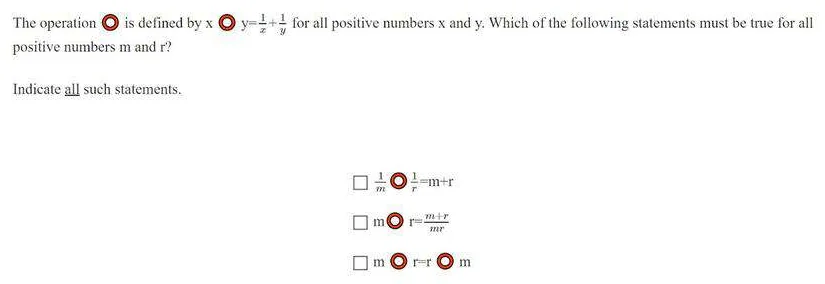 The operation ⭕ is defined by x ⭕ y=1/x+1/y for all positive numbers x and y. Which of the following statements must be true for all
positive numbers m and r?
Indicate all such statements.
☐ 1/m ⭕ 1/r=m+r
☐ m ⭕ r=m+r/mr
☐ m ⭕ r=r ⭕ m